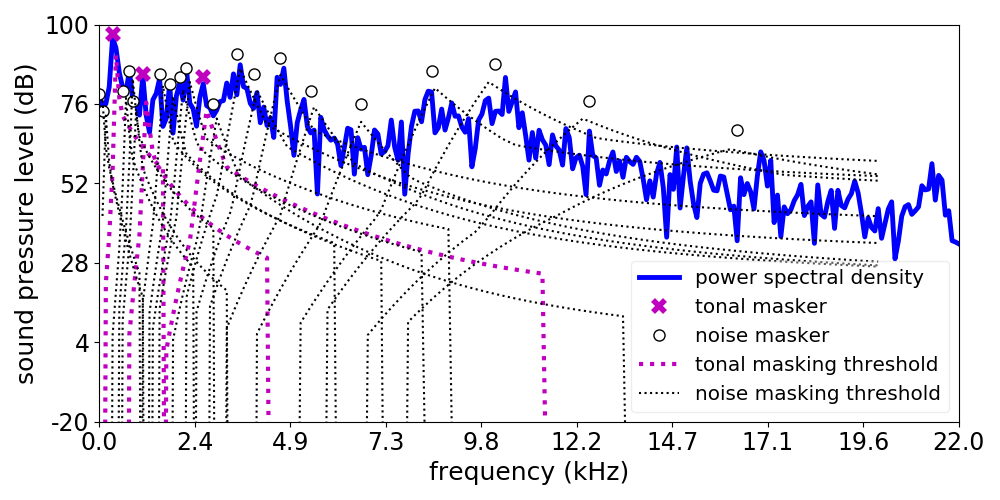 sound pressure level (dB)
100
76
52
28
4
-20
power spectral density
tonal masker
noise masker
tonal masking threshold
noise masking threshold
0.0 2.4 4.9 7.3 9.8 12.2 14.7 17.1 19.6 22.0
frequency (kHz)